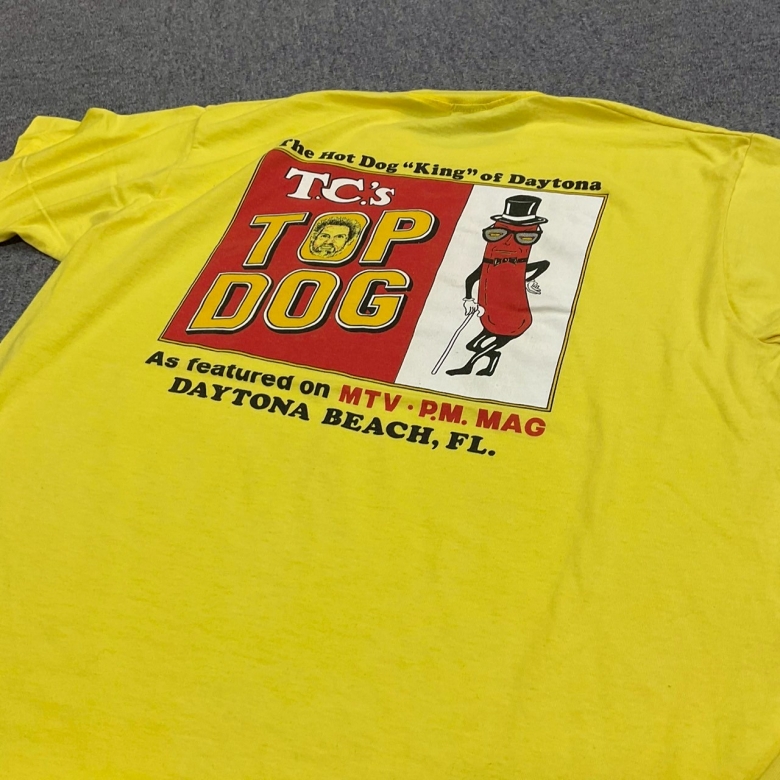 The Hot Dog "King" of Daytona
T.C.'s
TOP
DOG
As featured on MTV · P.M. MAG
DAYTONA BEACH, FL.